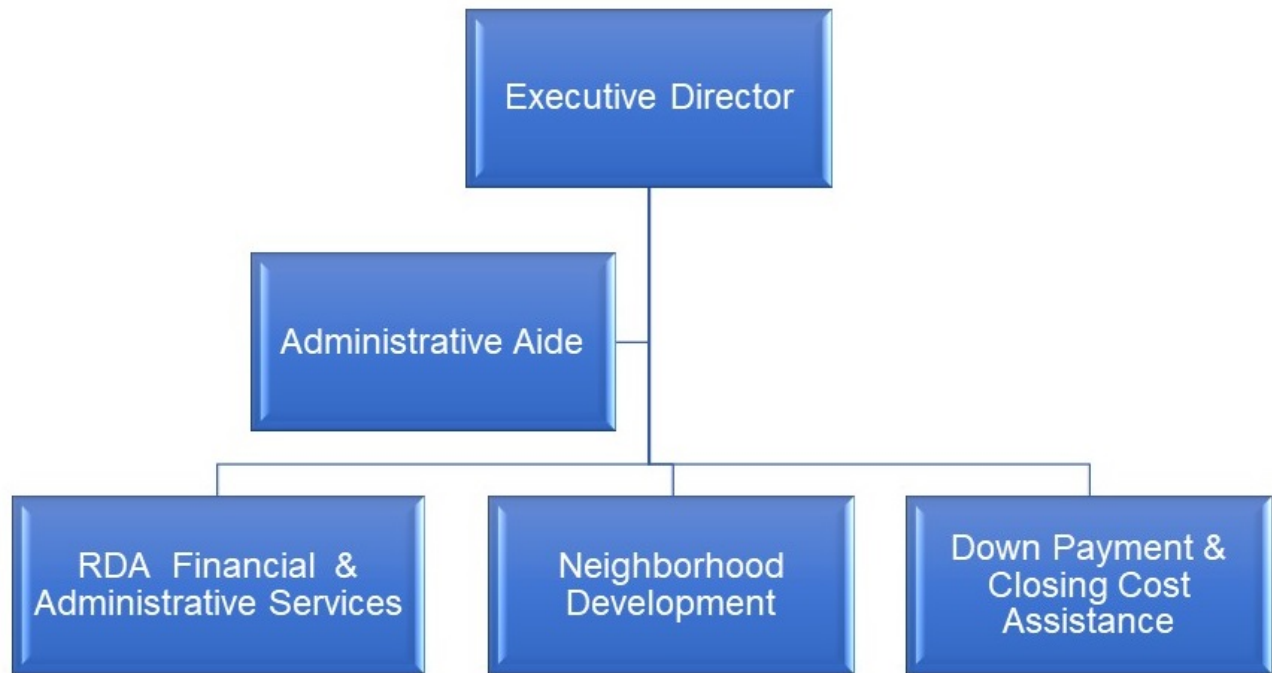 Executive Director
Administrative Aide
RDA Financial &
Administrative Services
Neighborhood
Development
Down Payment &
Closing Cost
Assistance